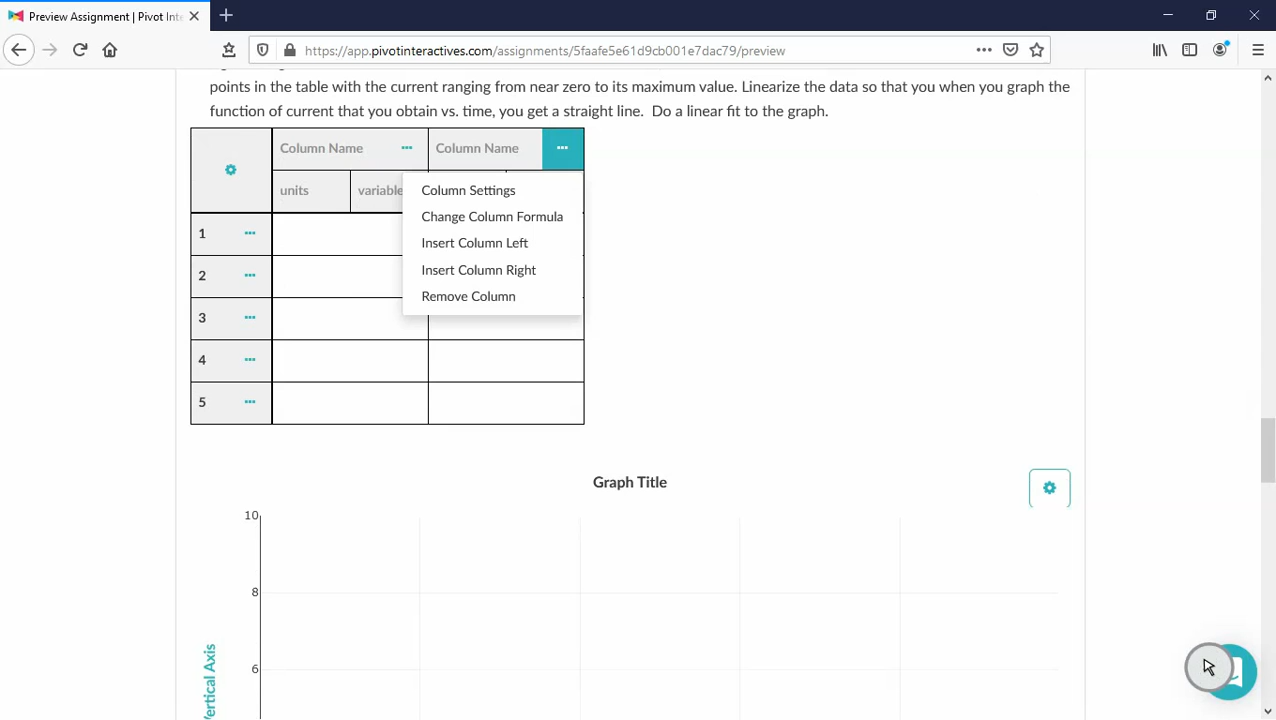 Preview Assignment | Pivot Inte
https://app.pivotinteractives.com/assignments/5faafe5e61d9cb001e7dac79/preview
points in the table with the current ranging from near zero to its maximum value. Linearize the data so that you when you graph the
function of current that you obtain vs. time, you get a straight line. Do a linear fit to the graph.
Column Name Column Name
units variable
Column Settings
Change Column Formula
Insert Column Left
Insert Column Right
Remove Column
1
2
3
4
5
Graph Title
10
8
6
Vertical Axis